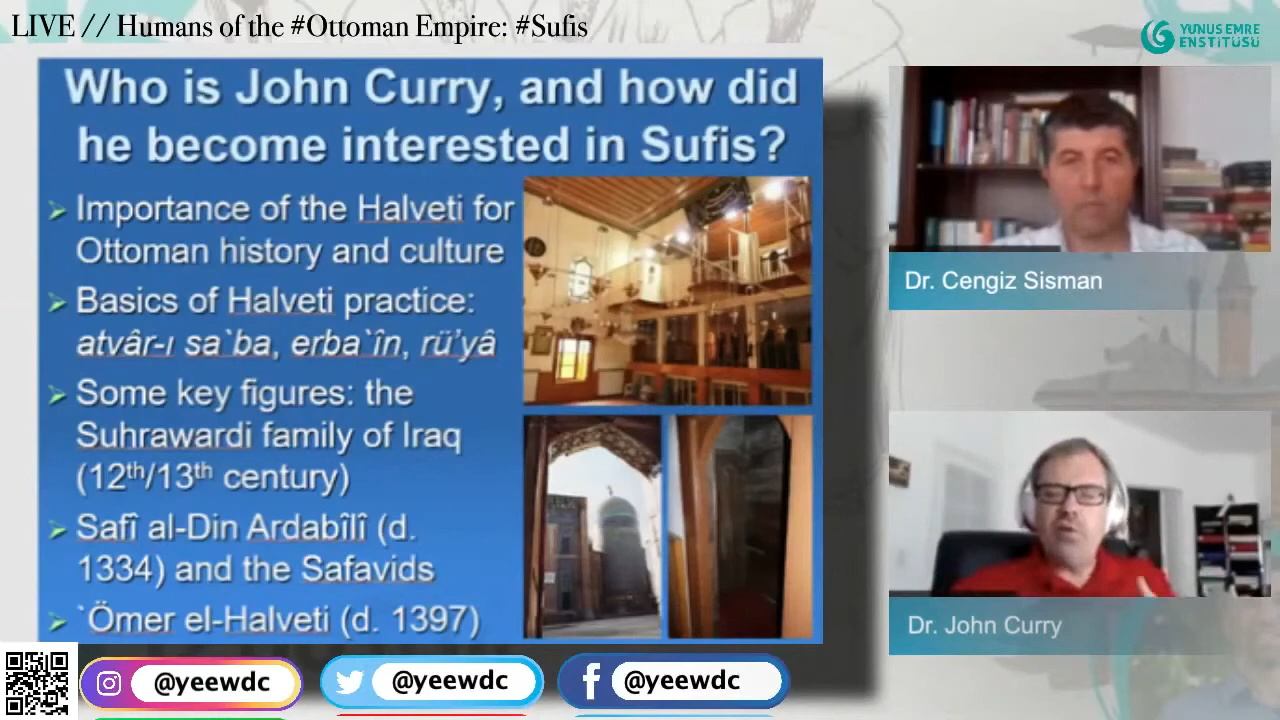 LIVE // Humans of the #Ottoman Empire: #Sufis
YUNUS EMRE
ENSTİTÜSÜ
Who is John Curry, and how did
he become interested in Sufis?
Importance of the Halveti for
Ottoman history and culture
Basics of Halveti practice:
atvâr-ı sa`ba, erba`în, rü'yâ
Some key figures: the
Suhrawardi family of Iraq
(12th/13th century)
Safî al-Din Ardabîlî (d.
1334) and the Safavids
`Ömer el-Halveti (d. 1397)
Dr. Cengiz Sisman
Dr. John Curry
@yeewdc
@yeewdc
@yeewdc